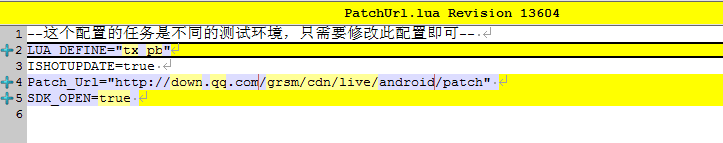 PatchUrl.lua Revision 13604
1 --这个配置的任务是不同的测试环境，只需要修改此配置即可--
2 LUA_DEFINE="tx_pb"
3 ISHOTUPDATE=true
4 Patch_Url="http://down.qq.com/grsm/cdn/live/android/patch"
5 SDK_OPEN=true
6